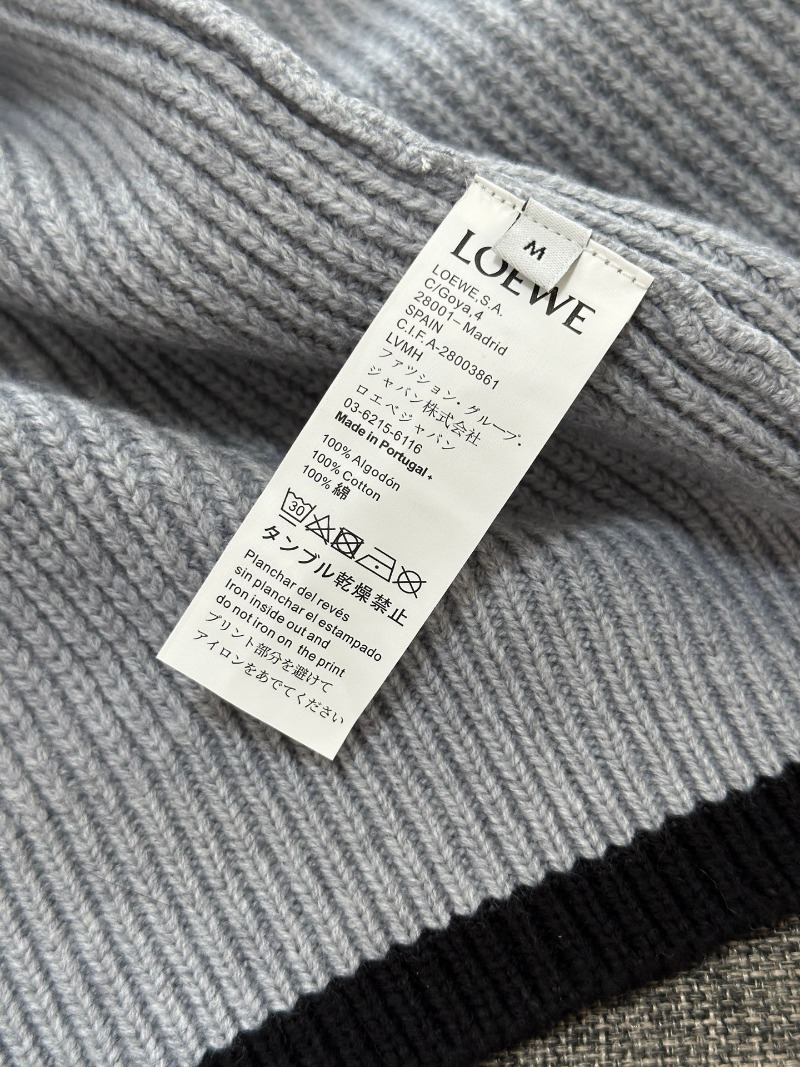 M
LOEWE
LOEWE, S.A.
C/Goya, 4
28001–Madrid
SPAIN
C.I.F. A-28003861
LVMH
ファツション・グループ・
ジャパン株式会社
ロエベジャパン
03-6215-6116
Made in Portugal
100% Algodón
100% Cotton
100% 綿
30
タンブル乾燥禁止
Planchar del revés
sin planchar el estampado
Iron inside out and
do not iron on the print
プリント部分を避けて
アイロンをあでてください